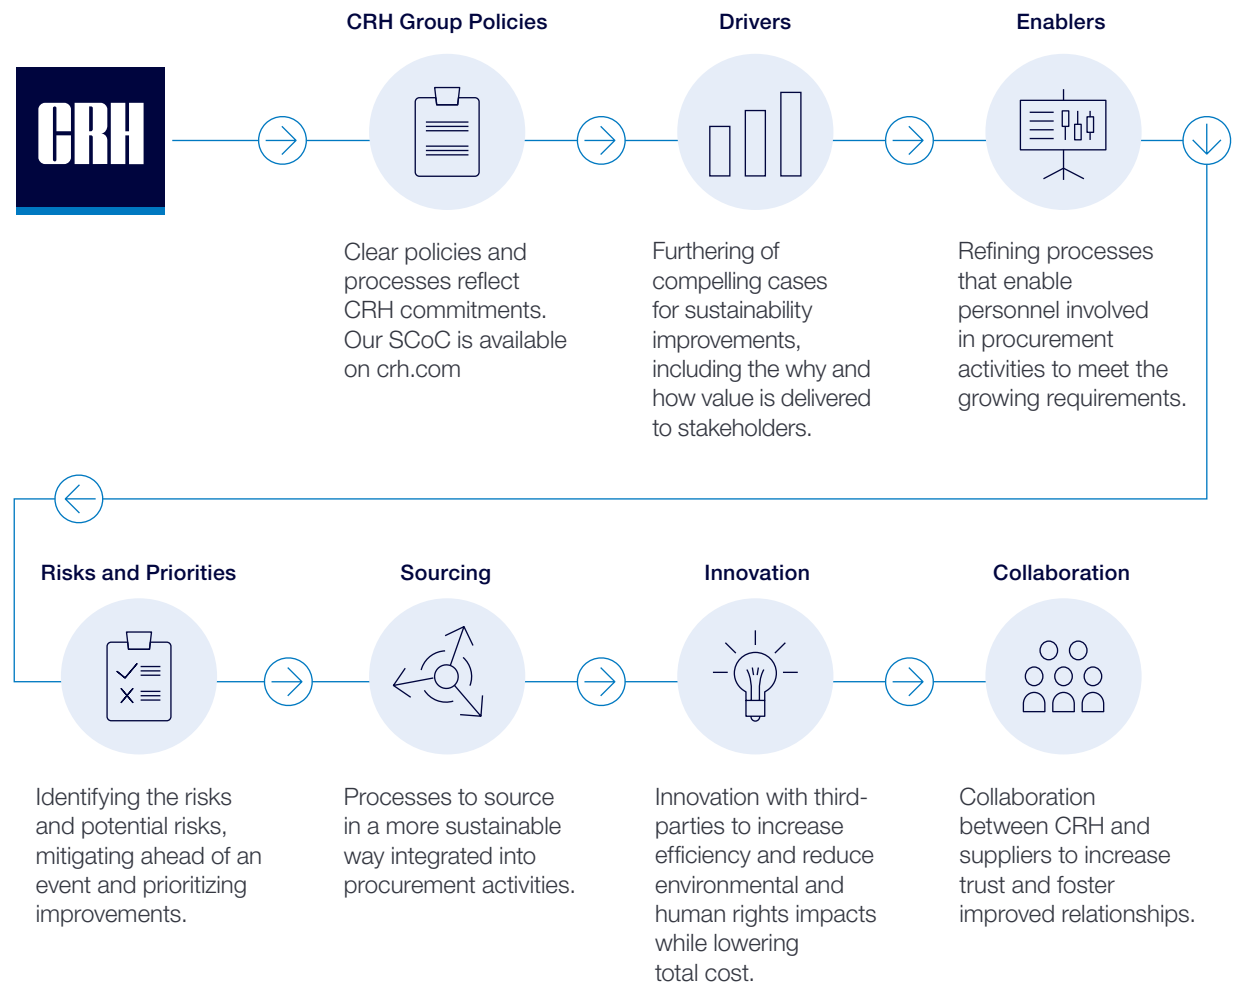 CRH Group Policies
Drivers
Enablers
CRH
Clear policies and
processes reflect
CRH commitments.
Our SCoC is available
on crh.com
Furthering of
compelling cases
for sustainability
improvements,
including the why and
how value is delivered
to stakeholders.
Refining processes
that enable
personnel involved
in procurement
activities to meet the
growing requirements.
Risks and Priorities
Sourcing
Innovation
Collaboration
Identifying the risks
and potential risks,
mitigating ahead of an
event and prioritizing
improvements.
Processes to source
in a more sustainable
way integrated into
procurement activities.
Innovation with third-
parties to increase
efficiency and reduce
environmental and
human rights impacts
while lowering
total cost.
Collaboration
between CRH and
suppliers to increase
trust and foster
improved relationships.